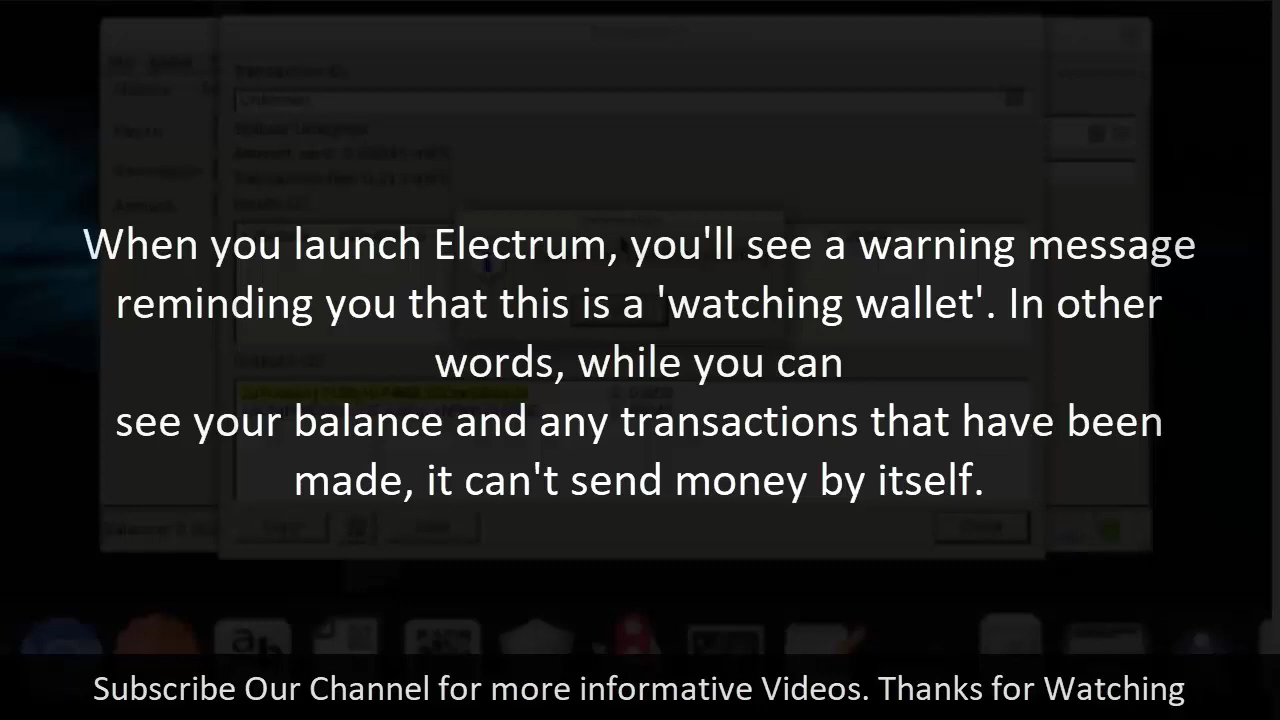 When you launch Electrum, you'll see a warning message
reminding you that this is a 'watching wallet'. In other
words, while you can
see your balance and any transactions that have been
made, it can't send money by itself.
Subscribe Our Channel for more informative Videos. Thanks for Watching